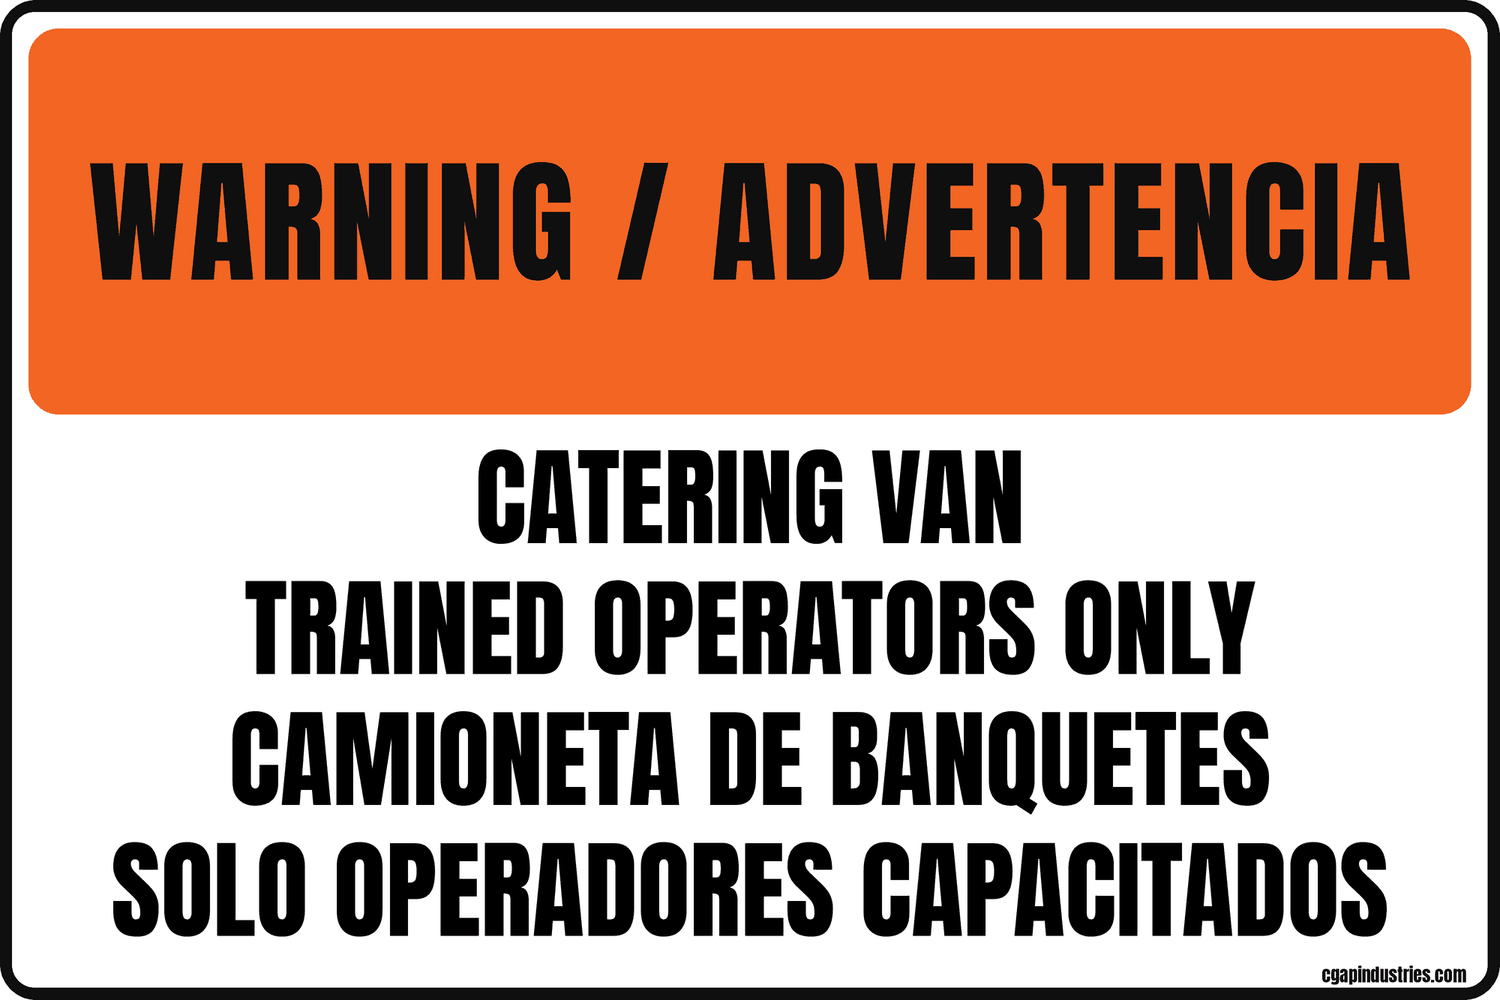 WARNING / ADVERTENCIA
CATERING VAN
TRAINED OPERATORS ONLY
CAMIONETA DE BANQUETES
SOLO OPERADORES CAPACITADOS
cgapindustries.com